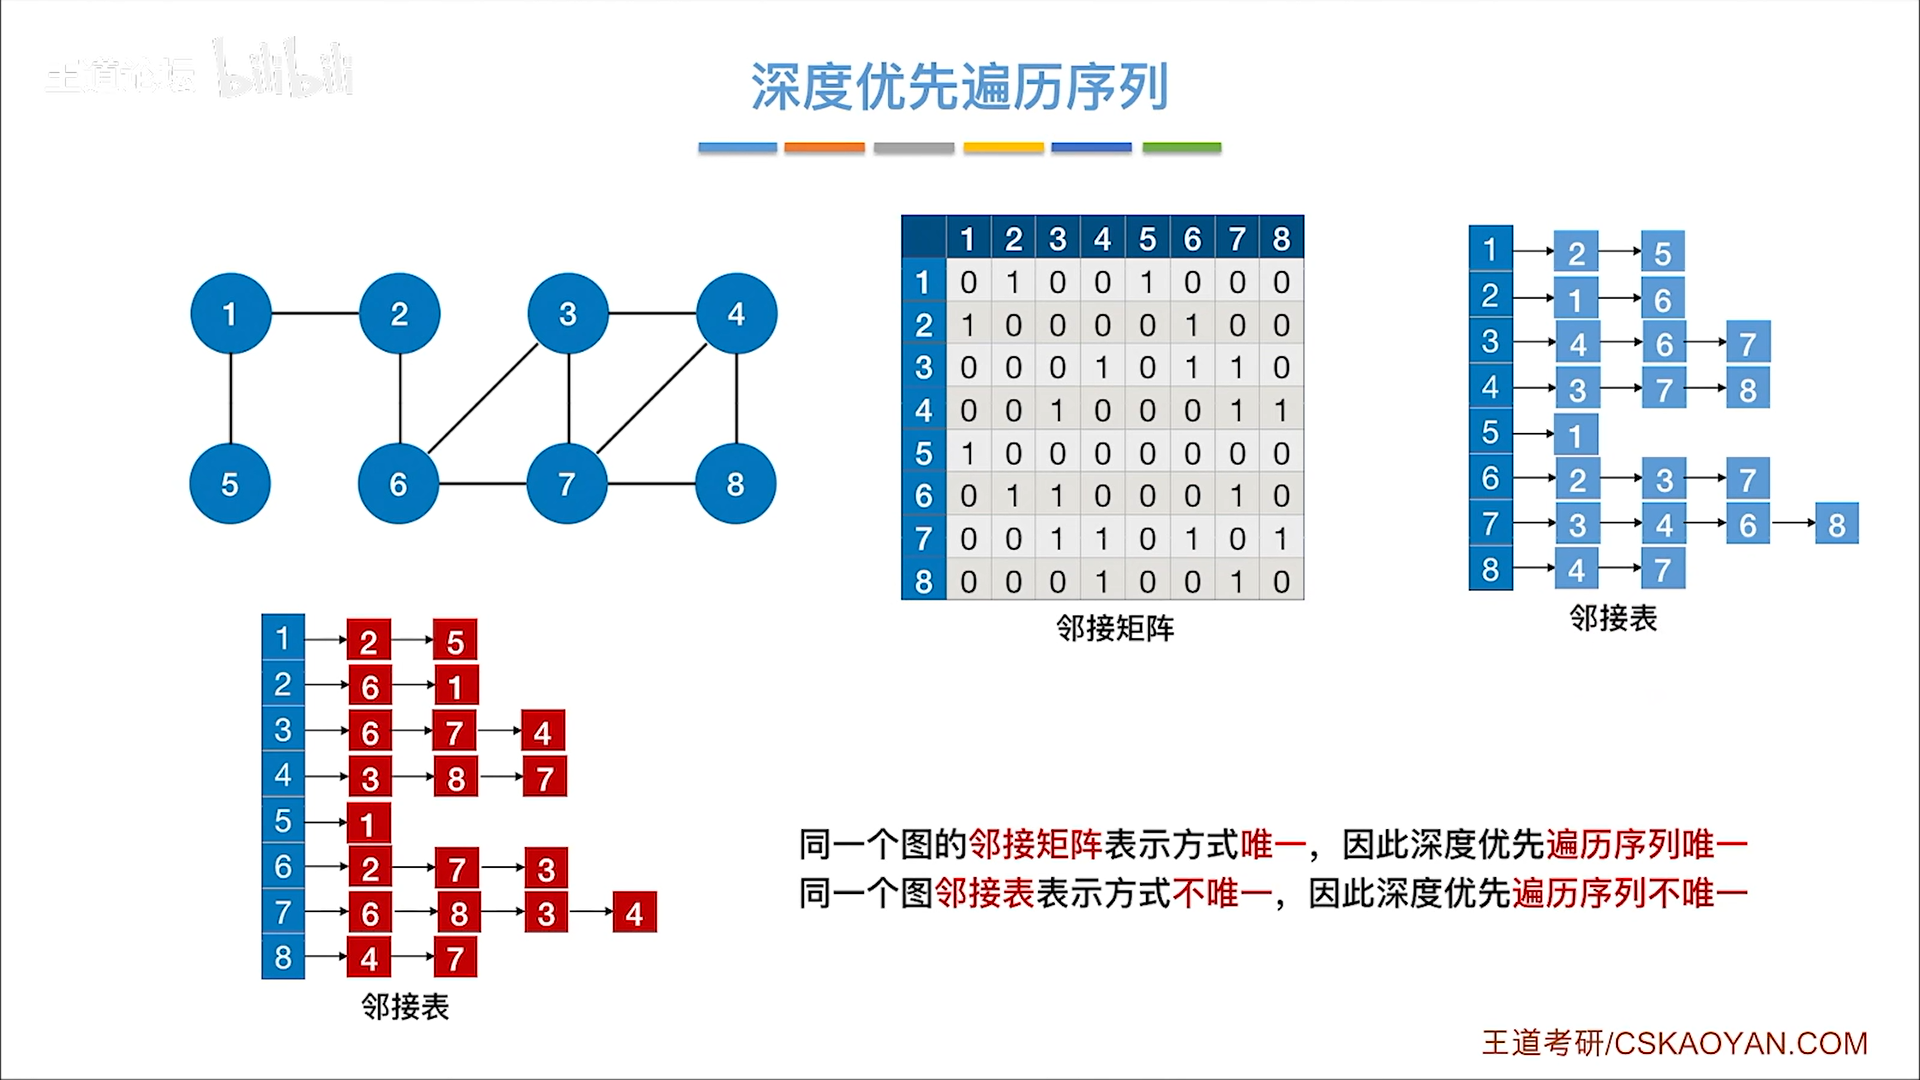 王道论坛 bilibili
深度优先遍历序列
1 2 3 4
5 6 7 8
1 2 3 4 5 6 7 8
1 0 1 0 0 1 0 0 0
2 1 0 0 0 0 1 0 0
3 0 0 0 1 0 1 1 0
4 0 0 1 0 0 0 1 1
5 1 0 0 0 0 0 0 0
6 0 1 1 0 0 0 1 0
7 0 0 1 1 0 1 0 1
8 0 0 0 1 0 0 1 0
邻接矩阵
1 2 5
2 1 6
3 4 6 7
4 3 7 8
5 1
6 2 3 7
7 3 4 6 8
8 4 7
邻接表
1 2 5
2 6 1
3 6 7 4
4 3 8 7
5 1
6 2 7 3
7 6 8 3 4
8 4 7
邻接表
同一个图的邻接矩阵表示方式唯一，因此深度优先遍历序列唯一
同一个图邻接表表示方式不唯一，因此深度优先遍历序列不唯一
王道考研/CSKAOYAN.COM